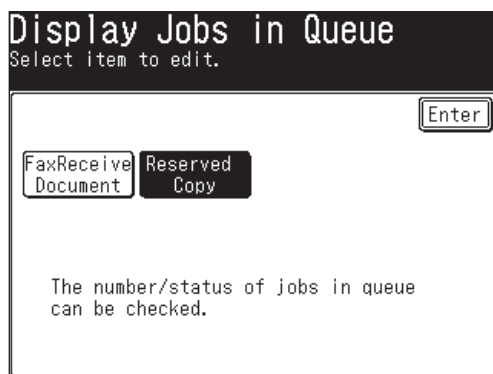 Display Jobs in Queue
Select item to edit.
Enter
FaxReceive
Document
Reserved
Copy
The number/status of jobs in queue
can be checked.